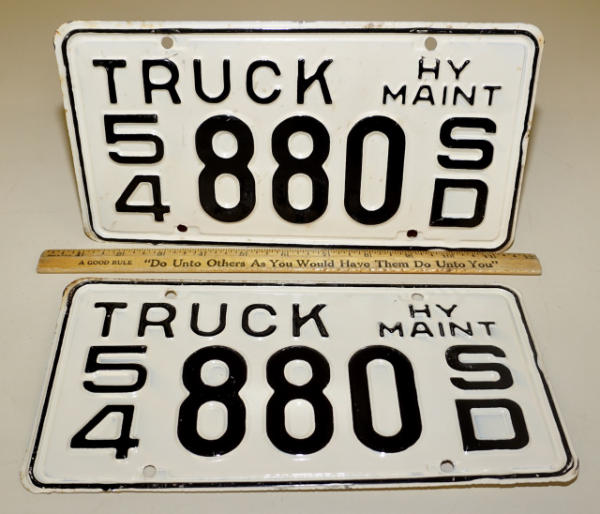 TRUCK HY MAINT
54 880 SD
A GOOD RULE "Do Unto Others As You Would Have Them Do Unto You"
TRUCK HY MAINT
54 880 SD